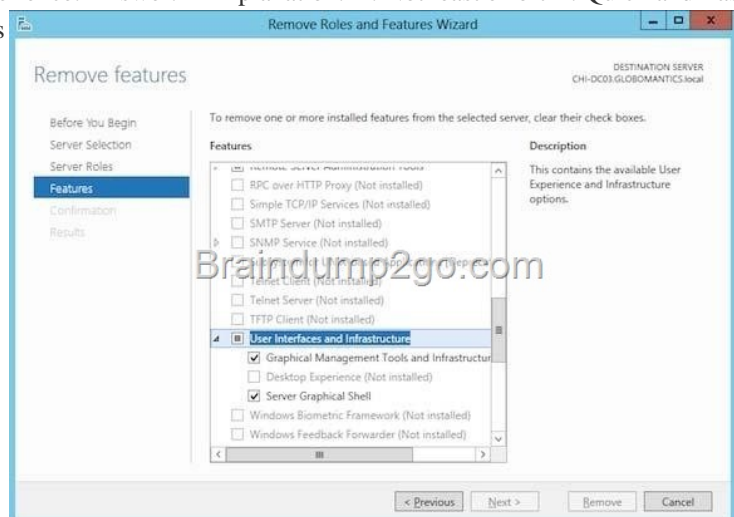 Remove Roles and Features Wizard
s
Remove features
DESTINATION SERVER
CHI-DC03.GLOBOMANTICS.local
Before You Begin
Server Selection
Server Roles
Features
Confirmation
Results
To remove one or more installed features from the selected server, clear their check boxes.
Features
Remote Server Administration Tools
RPC over HTTP Proxy (Not installed)
Simple TCP/IP Services (Not installed)
SMTP Server (Not installed)
SNMP Service (Not installed)
Telnet Client (Not installed)
Telnet Server (Not installed)
TFTP Client (Not installed)
User Interfaces and Infrastructure
Graphical Management Tools and Infrastructur
Desktop Experience (Not installed)
Server Graphical Shell
Windows Biometric Framework (Not installed)
Windows Feedback Forwarder (Not installed)
Description
This contains the available User
Experience and Infrastructure
options.
Braindump2go.com
< Previous
Next >
Remove
Cancel